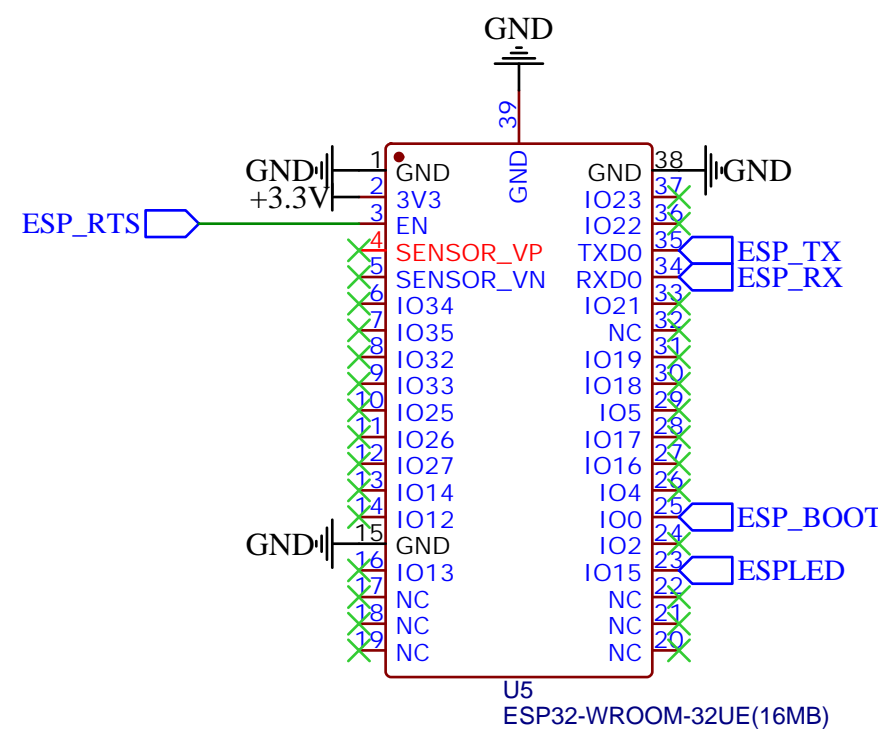 GND
39
GND
GND 1 GND
+3.3V 2 3V3
ESP_RTS 3 EN
4 SENSOR_VP
5 SENSOR_VN
6 IO34
7 IO35
8 IO32
9 IO33
10 IO25
11 IO26
12 IO27
13 IO14
14 IO12
GND 15 GND
16 IO13
17 NC
18 NC
19 NC
GND 38 GND
IO23 37
IO22 36
TXD0 35 ESP_TX
RXD0 34 ESP_RX
IO21 33
NC 32
IO19 31
IO18 30
IO5 29
IO17 28
IO16 27
IO4 26
IO0 25 ESP_BOOT
IO2 24
IO15 23 ESPLED
NC 22
NC 21
NC 20
U5
ESP32-WROOM-32UE(16MB)